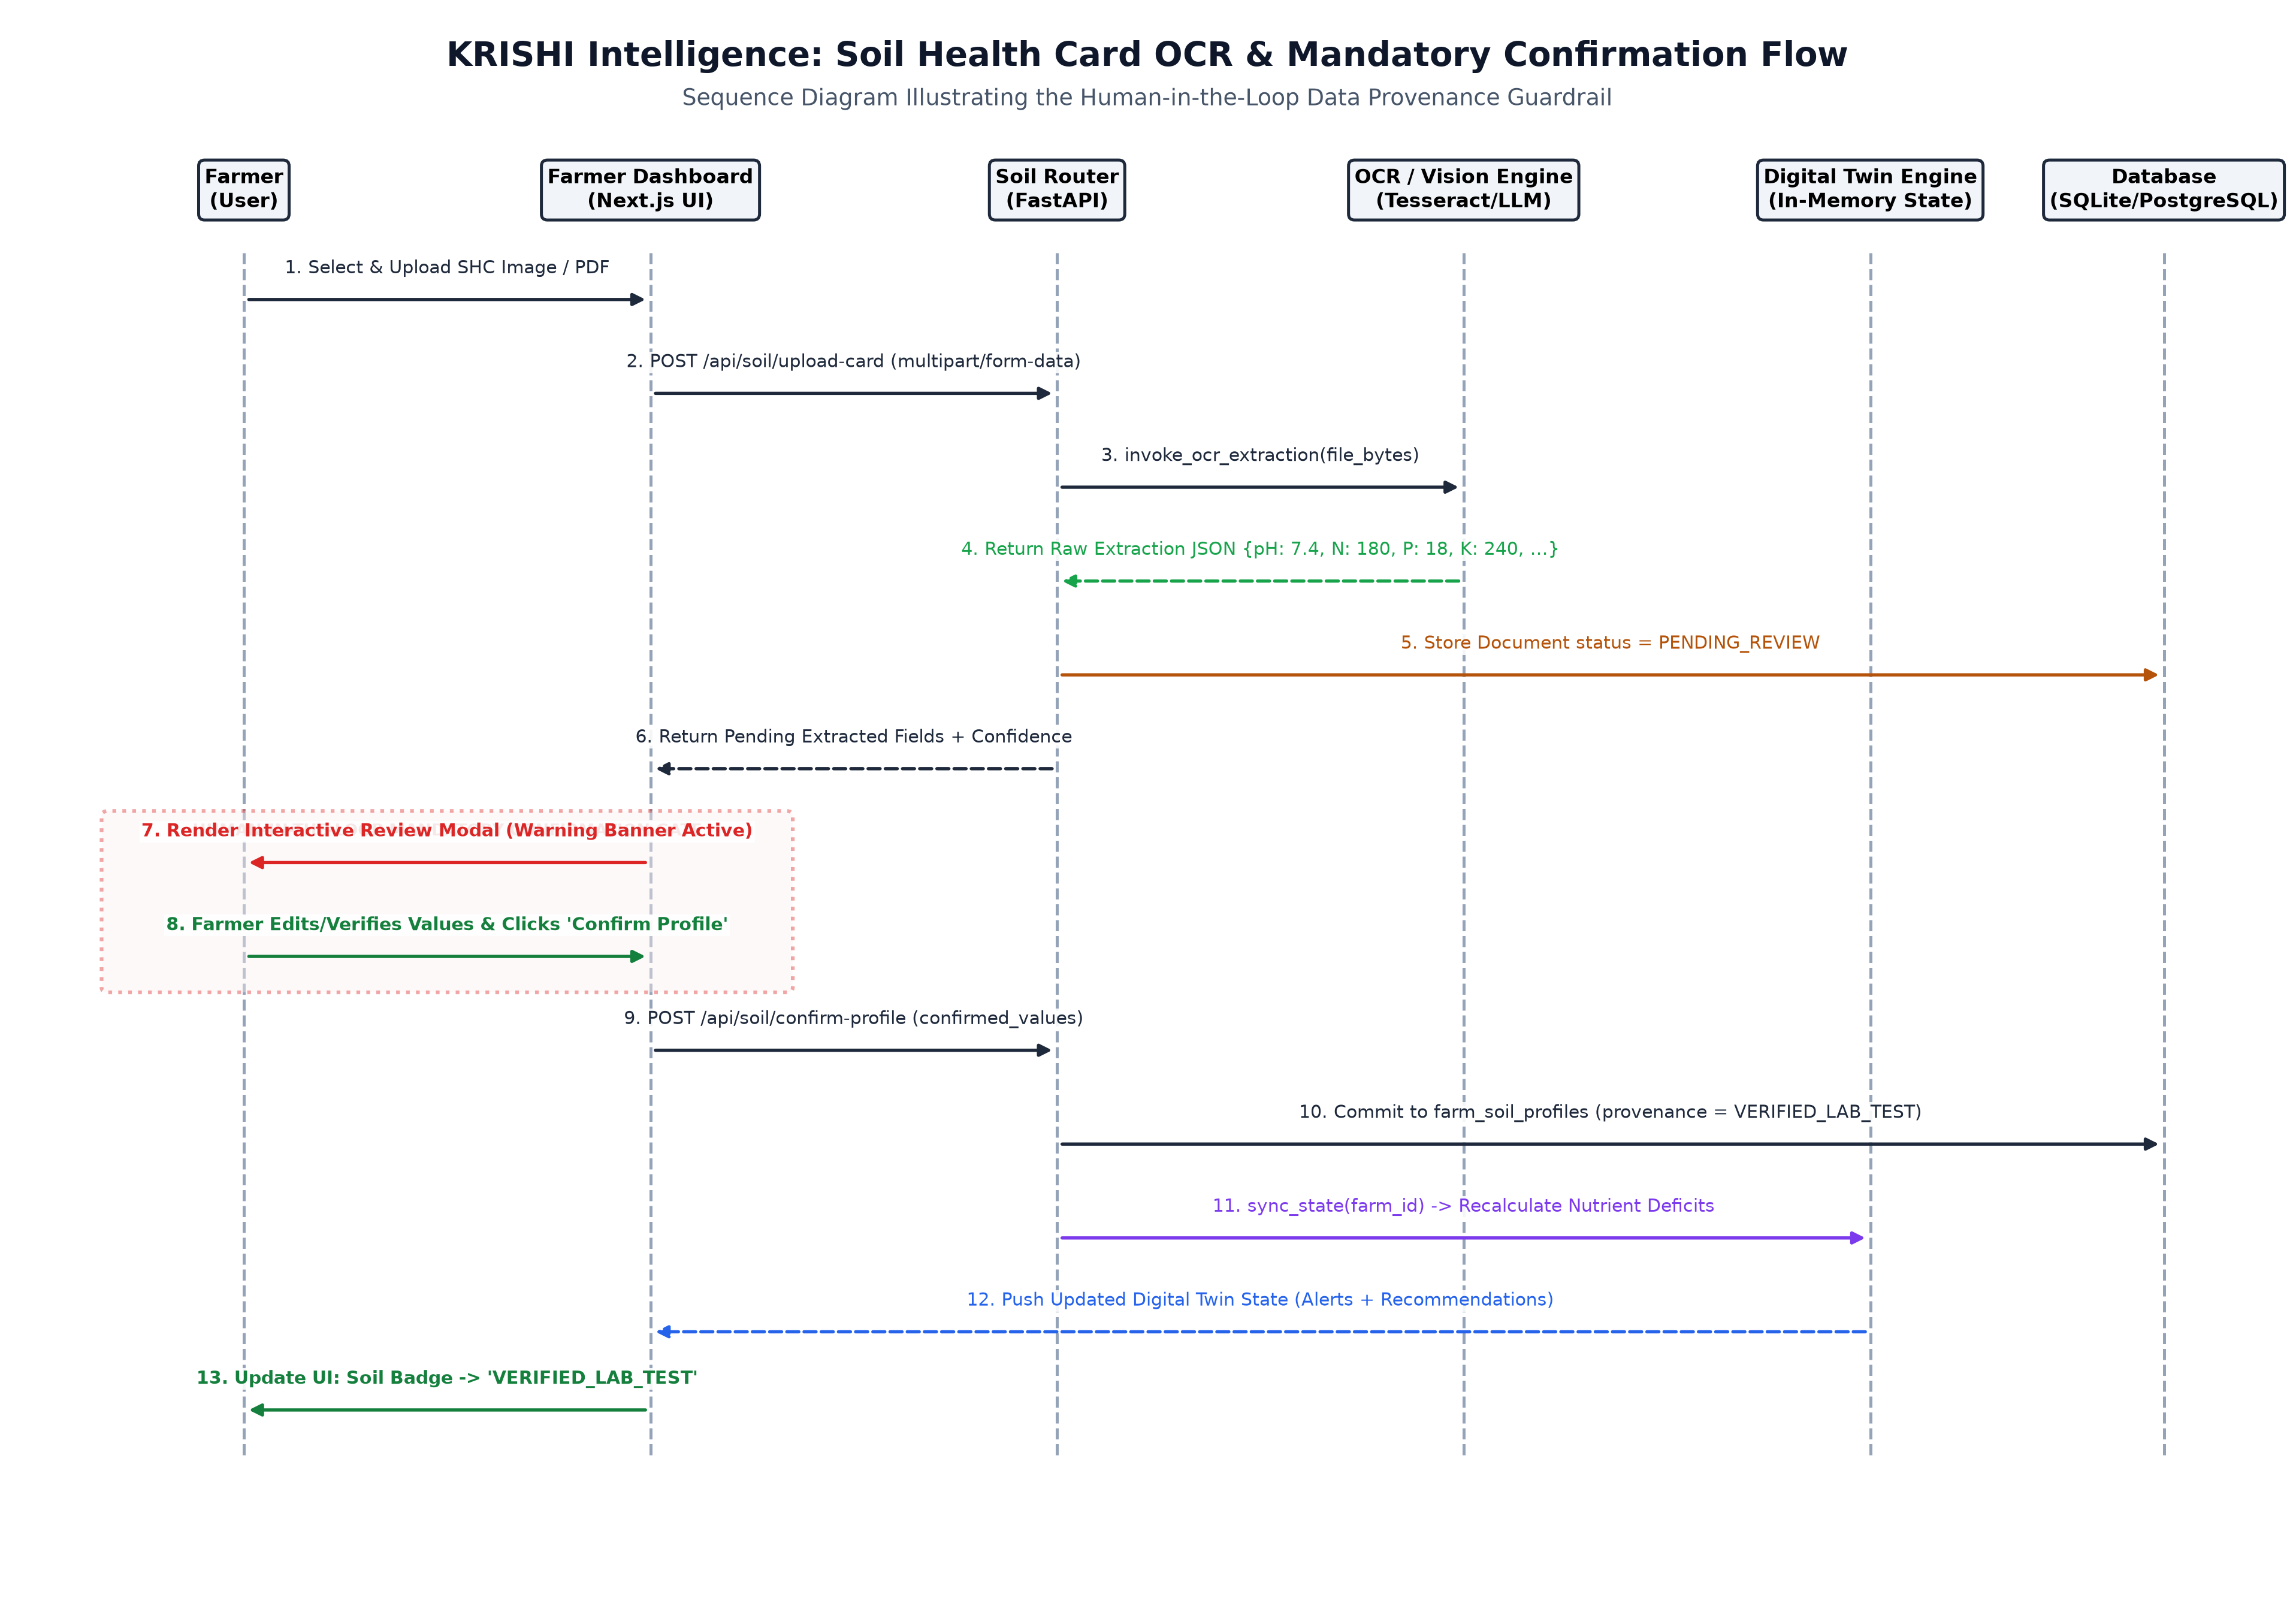 KRISHI Intelligence: Soil Health Card OCR & Mandatory Confirmation Flow
Sequence Diagram Illustrating the Human-in-the-Loop Data Provenance Guardrail
Farmer
(User)
Farmer Dashboard
(Next.js UI)
Soil Router
(FastAPI)
OCR / Vision Engine
(Tesseract/LLM)
Digital Twin Engine
(In-Memory State)
Database
(SQLite/PostgreSQL)
1. Select & Upload SHC Image / PDF
2. POST /api/soil/upload-card (multipart/form-data)
3. invoke_ocr_extraction(file_bytes)
4. Return Raw Extraction JSON {pH: 7.4, N: 180, P: 18, K: 240, ...}
5. Store Document status = PENDING_REVIEW
6. Return Pending Extracted Fields + Confidence
7. Render Interactive Review Modal (Warning Banner Active)
8. Farmer Edits/Verifies Values & Clicks 'Confirm Profile'
9. POST /api/soil/confirm-profile (confirmed_values)
10. Commit to farm_soil_profiles (provenance = VERIFIED_LAB_TEST)
11. sync_state(farm_id) -> Recalculate Nutrient Deficits
12. Push Updated Digital Twin State (Alerts + Recommendations)
13. Update UI: Soil Badge -> 'VERIFIED_LAB_TEST'